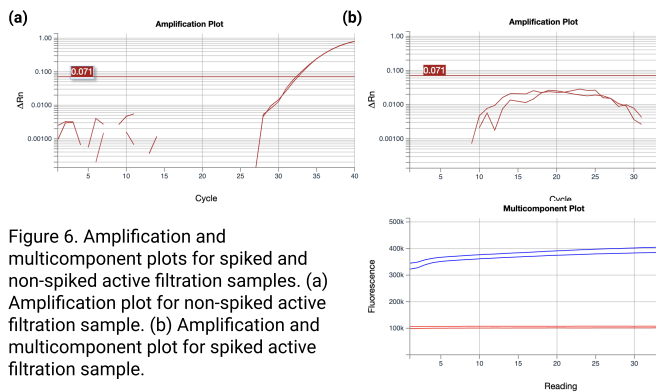 (a)
Amplification Plot
1.00
0.100
0.071
0.0100
0.00100
ΔRn
5 10 15 20 25 30 35 40
Cycle
(b)
Amplification Plot
1.00
0.100
0.071
0.0100
0.00100
ΔRn
5 10 15 20 25 30
Cycle
Multicomponent Plot
500k
400k
300k
200k
100k
Fluorescence
5 10 15 20 25 30
Reading
Figure 6. Amplification and
multicomponent plots for spiked and
non-spiked active filtration samples. (a)
Amplification plot for non-spiked active
filtration sample. (b) Amplification and
multicomponent plot for spiked active
filtration sample.